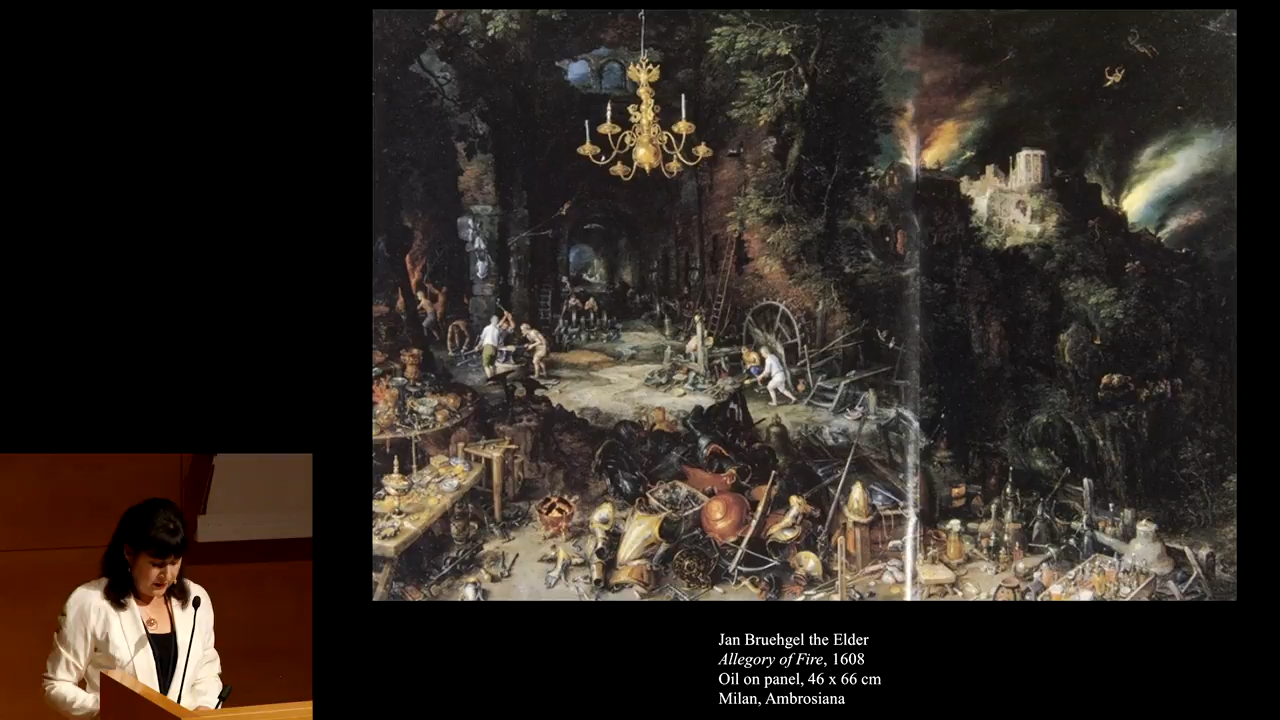 Jan Bruehgel the Elder
Allegory of Fire, 1608
Oil on panel, 46 x 66 cm
Milan, Ambrosiana